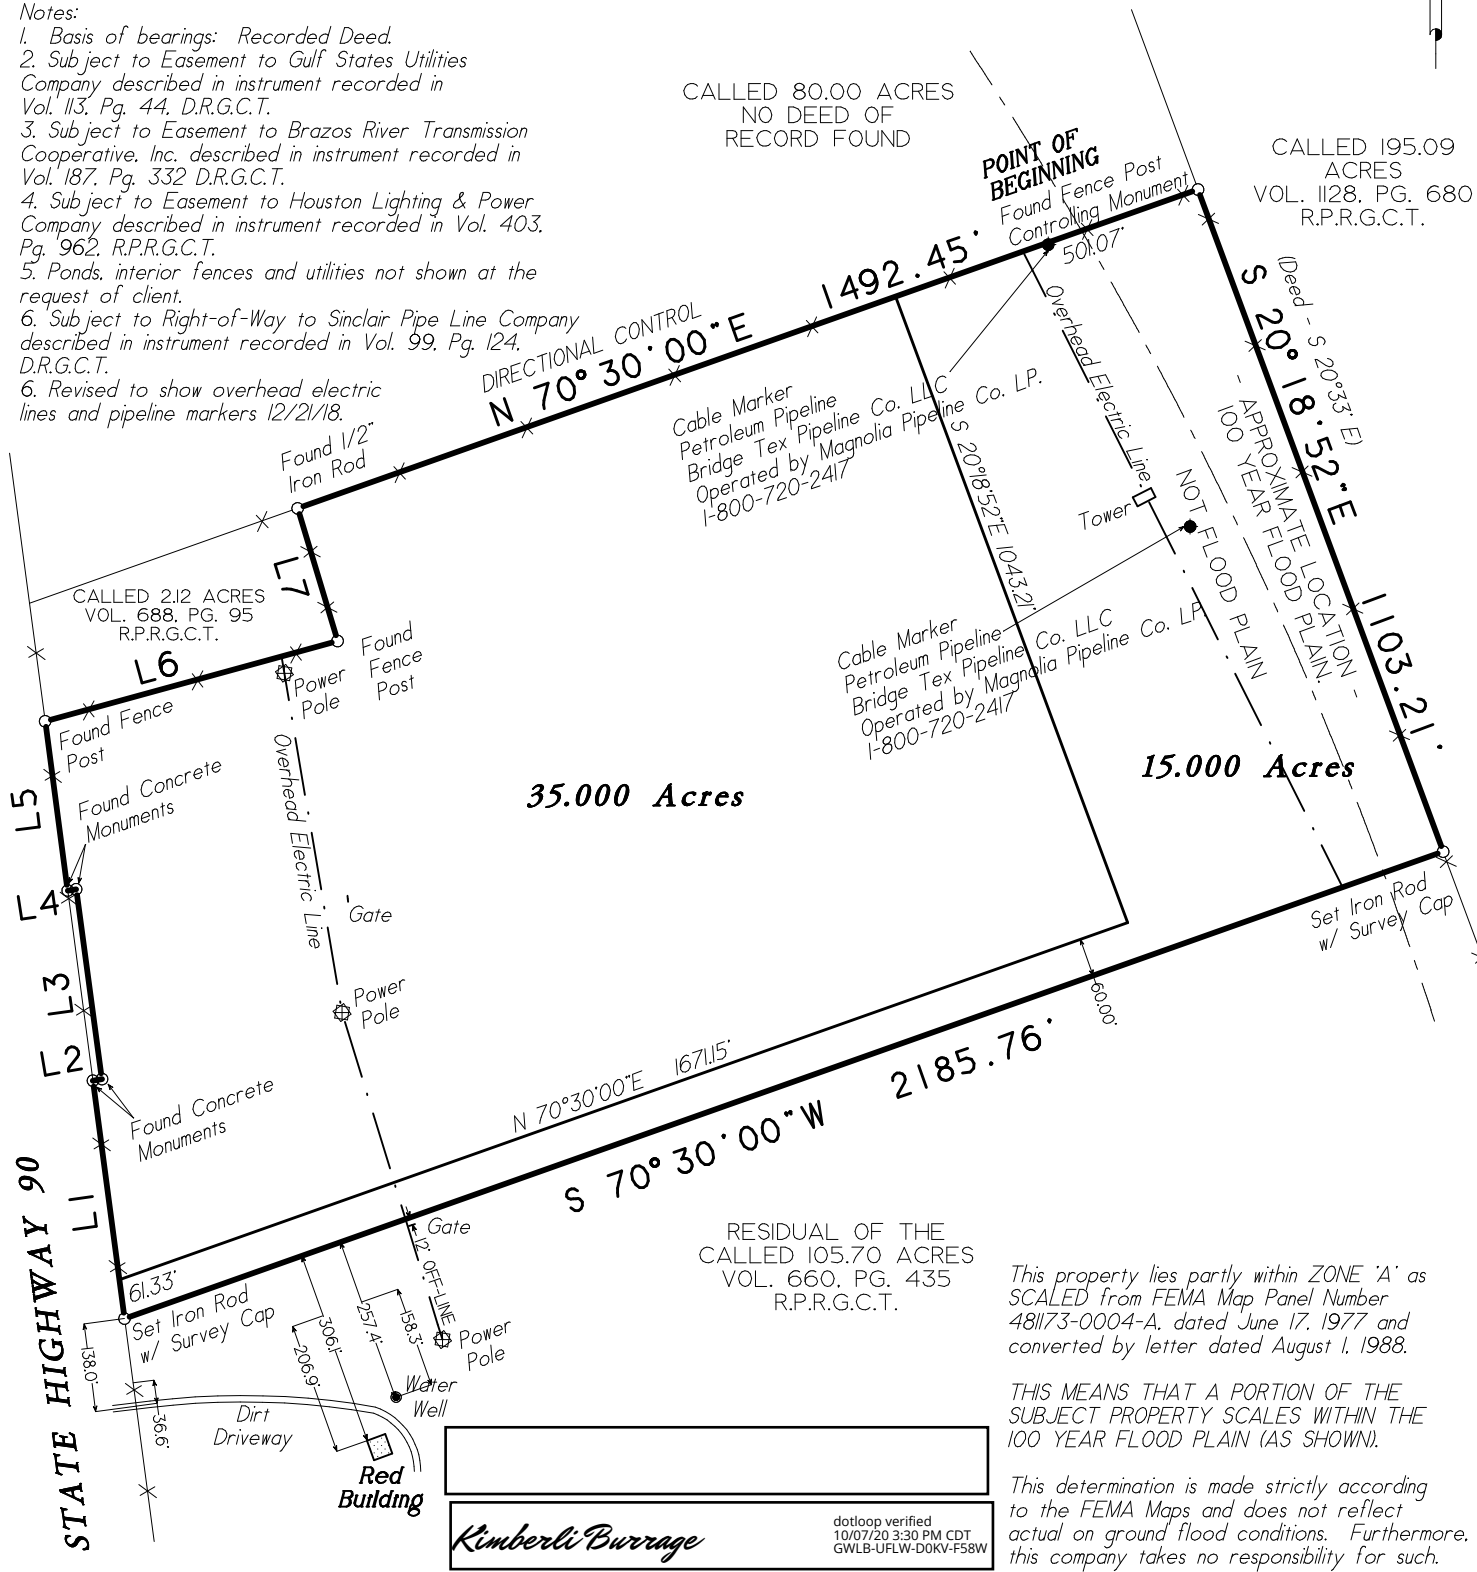 Notes:
1. Basis of bearings: Recorded Deed.
2. Subject to Easement to Gulf States Utilities
Company described in instrument recorded in
Vol. 113, Pg. 44, D.R.G.C.T.
3. Subject to Easement to Brazos River Transmission
Cooperative, Inc. described in instrument recorded in
Vol. 187, Pg. 332 D.R.G.C.T.
4. Subject to Easement to Houston Lighting & Power
Company described in instrument recorded in Vol. 403,
Pg. 962, R.P.R.G.C.T.
5. Ponds, interior fences and utilities not shown at the
request of client.
6. Subject to Right-of-Way to Sinclair Pipe Line Company
described in instrument recorded in Vol. 99, Pg. 124,
D.R.G.C.T.
6. Revised to show overhead electric
lines and pipeline markers 12/21/18.
CALLED 80.00 ACRES
NO DEED OF
RECORD FOUND
POINT OF
BEGINNING
Found Fence Post
Controlling Monument
501.07'
CALLED 195.09
ACRES
VOL. 1128, PG. 680
R.P.R.G.C.T.
DIRECTIONAL CONTROL
N 70°30'00"E 1492.45'
(Deed - S 20°33' E)
S 20°18'52"E 1103.21'
Found 1/2"
Iron Rod
Cable Marker
Petroleum Pipeline
Bridge Tex Pipeline Co. LLC
Operated by Magnolia Pipeline Co. LP.
1-800-720-2417
S 20°18'52"E 1043.21'
Overhead Electric Line
Tower
NOT FLOOD PLAIN
- APPROXIMATE LOCATION -
100 YEAR FLOOD PLAIN
L7
CALLED 2.12 ACRES
VOL. 688, PG. 95
R.P.R.G.C.T.
L6
Found
Fence
Post
Power
Pole
Cable Marker
Petroleum Pipeline
Bridge Tex Pipeline Co. LLC
Operated by Magnolia Pipeline Co. LP.
1-800-720-2417
Found Fence
Post
Overhead Electric Line
L5
Found Concrete
Monuments
35.000 Acres
15.000 Acres
L4
Gate
Set Iron Rod
w/ Survey Cap
L3
Power
Pole
60.00'
L2
Found Concrete
Monuments
N 70°30'00"E 1671.15'
S 70°30'00"W 2185.76'
L1
STATE HIGHWAY 90
61.33'
Set Iron Rod
w/ Survey Cap
Gate
12' OFF-LINE
Power
Pole
138.0'
36.6'
306.1'
206.9'
257.4'
158.3'
Water
Well
Dirt
Driveway
Red
Building
RESIDUAL OF THE
CALLED 105.70 ACRES
VOL. 660, PG. 435
R.P.R.G.C.T.
This property lies partly within ZONE 'A' as
SCALED from FEMA Map Panel Number
481173-0004-A, dated June 17, 1977 and
converted by letter dated August 1, 1988.
THIS MEANS THAT A PORTION OF THE
SUBJECT PROPERTY SCALES WITHIN THE
100 YEAR FLOOD PLAIN (AS SHOWN).
This determination is made strictly according
to the FEMA Maps and does not reflect
actual on ground flood conditions. Furthermore,
this company takes no responsibility for such.
Kimberli Burrage
dotloop verified
10/07/20 3:30 PM CDT
GWLB-UFLW-D0KV-F58W